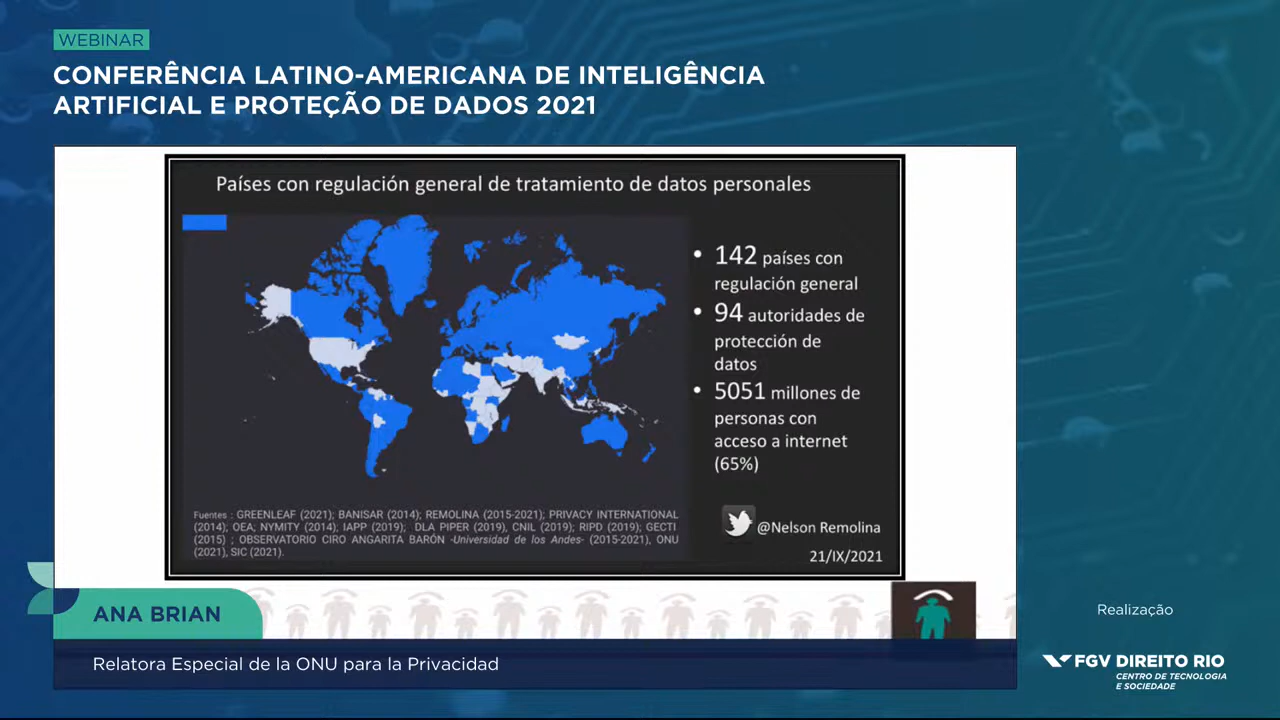 WEBINAR
CONFERÊNCIA LATINO-AMERICANA DE INTELIGÊNCIA
ARTIFICIAL E PROTEÇÃO DE DADOS 2021
Países con regulación general de tratamiento de datos personales
• 142 países con
regulación general
• 94 autoridades de
protección de
datos
• 5051 millones de
personas con
acceso a internet
(65%)
Fuentes : GREENLEAF (2021); BANISAR (2014); REMOLINA (2015-2021); PRIVACY INTERNATIONAL
(2014); OEA; NYMITY (2014); IAPP (2019); DLA PIPER (2019), CNIL (2019); RIPD (2019); GECTI
(2015) ; OBSERVATORIO CIRO ANGARITA BARÓN -Universidad de los Andes- (2015-2021), ONU
(2021), SIC (2021).
@Nelson Remolina
21/IX/2021
ANA BRIAN
Relatora Especial de la ONU para la Privacidad
Realização
FGV DIREITO RIO
CENTRO DE TECNOLOGIA
E SOCIEDADE